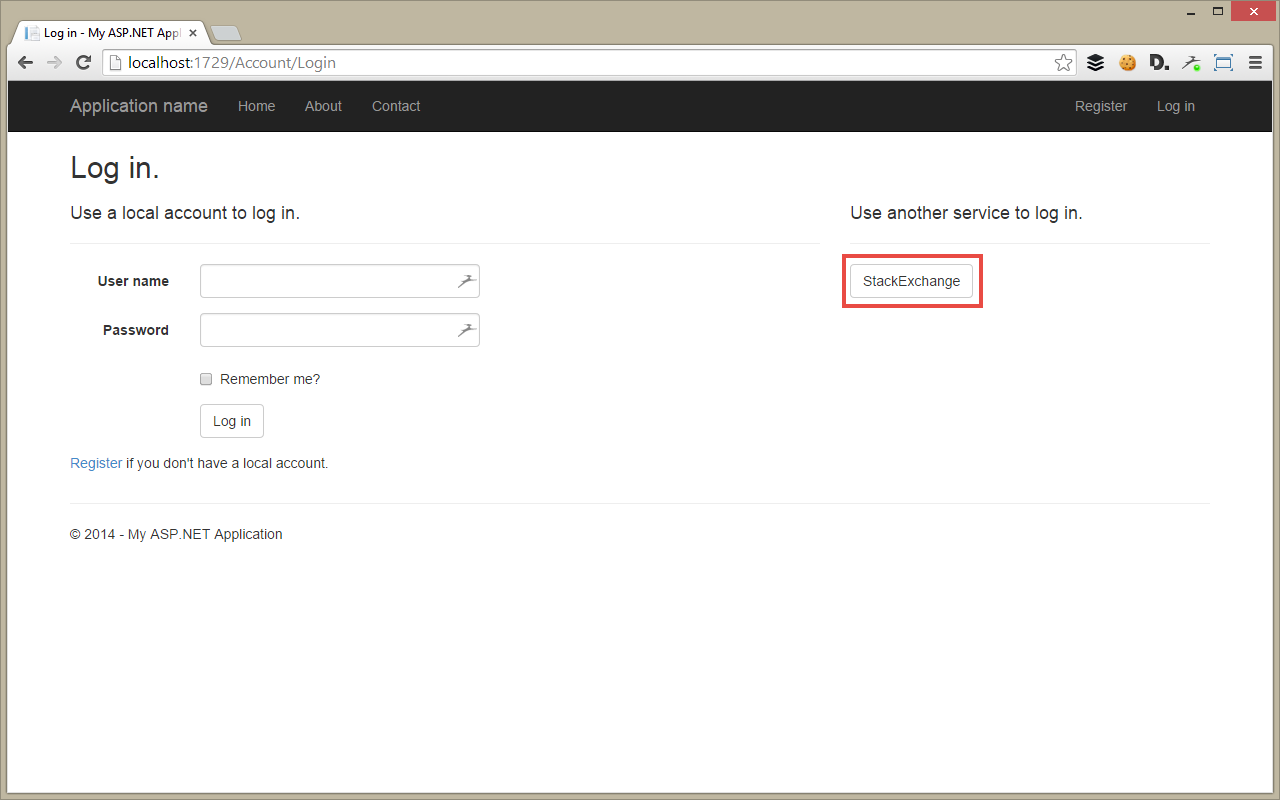 Log in - My ASP.NET Appl
localhost:1729/Account/Login
D.
Application name Home About Contact Register Log in
Log in.
Use a local account to log in.
Use another service to log in.
User name
StackExchange
Password
Remember me?
Log in
Register if you don't have a local account.
© 2014 - My ASP.NET Application